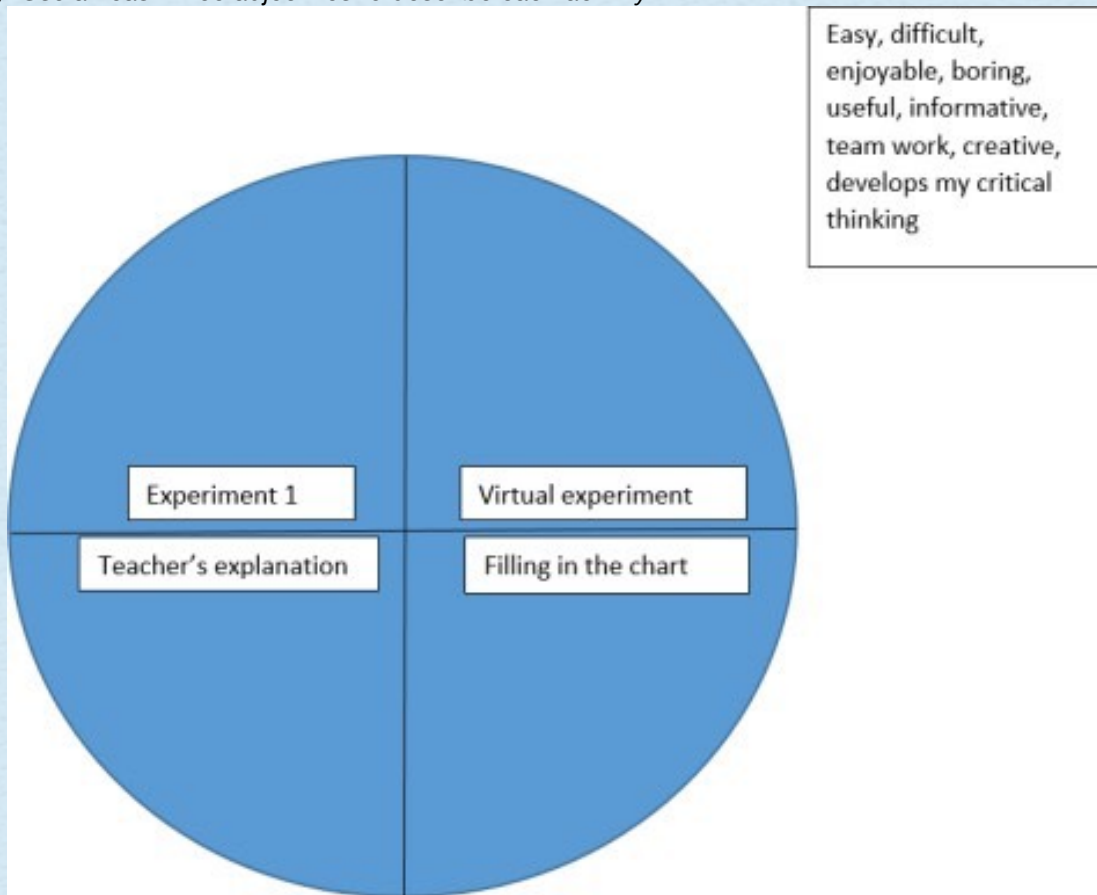 Easy, difficult,
enjoyable, boring,
useful, informative,
team work, creative,
develops my critical
thinking
Experiment 1
Virtual experiment
Teacher's explanation
Filling in the chart